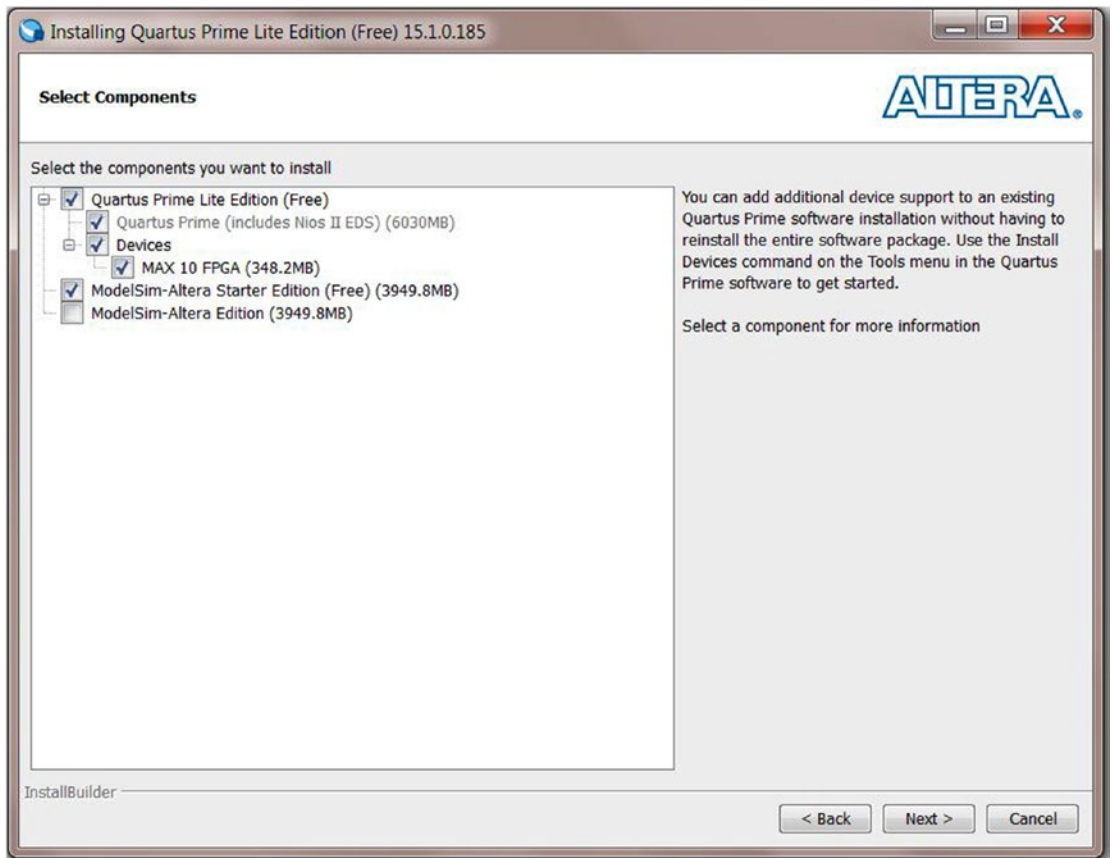 Installing Quartus Prime Lite Edition (Free) 15.1.0.185
Select Components
ALTERA®
Select the components you want to install
Quartus Prime Lite Edition (Free)
Quartus Prime (includes Nios II EDS) (6030MB)
Devices
MAX 10 FPGA (348.2MB)
ModelSim-Altera Starter Edition (Free) (3949.8MB)
ModelSim-Altera Edition (3949.8MB)
You can add additional device support to an existing
Quartus Prime software installation without having to
reinstall the entire software package. Use the Install
Devices command on the Tools menu in the Quartus
Prime software to get started.
Select a component for more information
InstallBuilder
< Back
Next >
Cancel